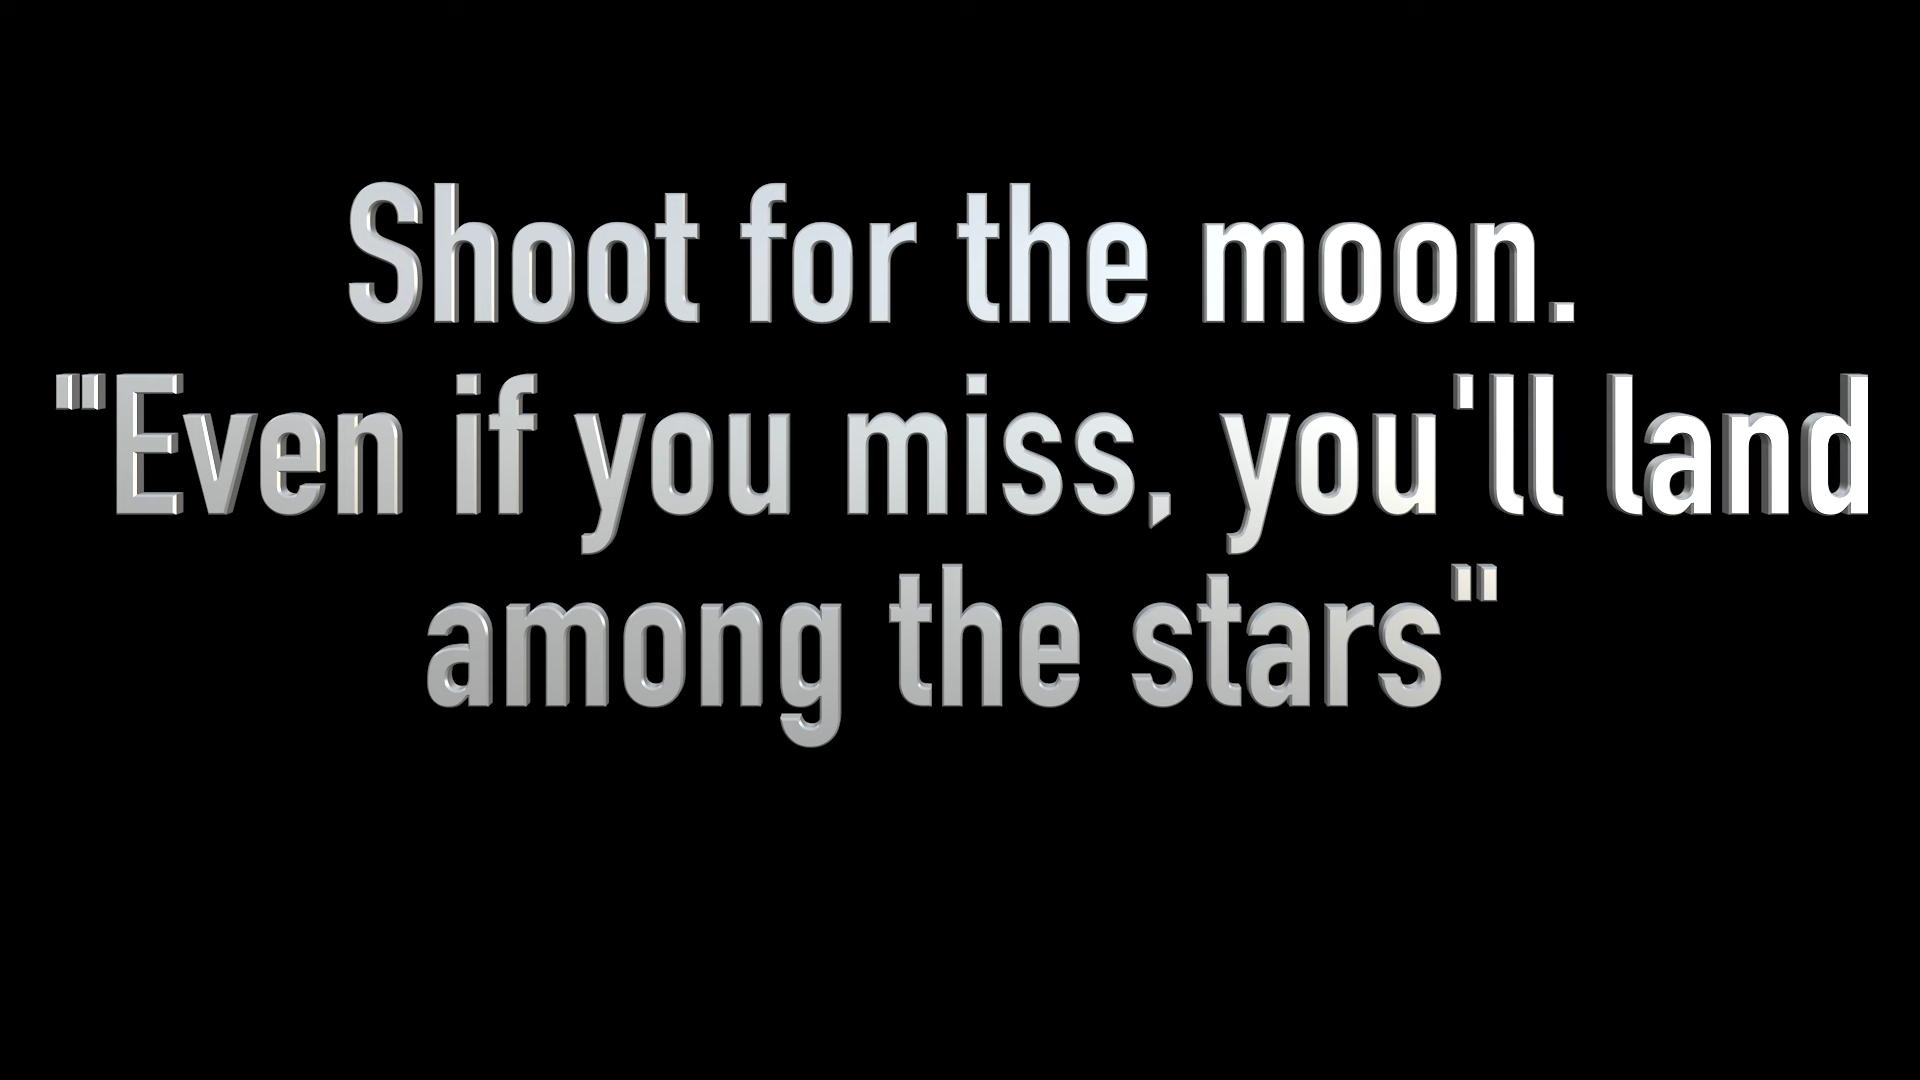 Shoot for the moon.
"Even if you miss, you'll land
among the stars"